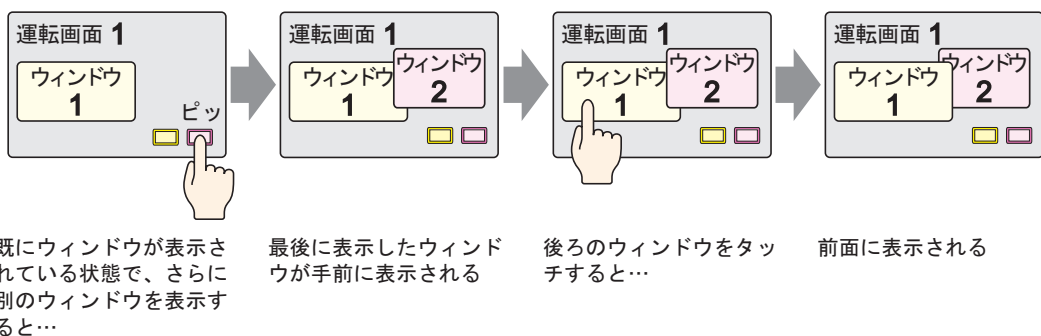 運転画面 1
ウィンドウ
1
ピッ
運転画面 1
ウィンドウ
1
ウィンドウ
2
運転画面 1
ウィンドウ
1
ウィンドウ
2
運転画面 1
ウィンドウ
1
ウィンドウ
2
既にウィンドウが表示さ
れている状態で、さらに
別のウィンドウを表示す
ると…
最後に表示したウィンド
ウが手前に表示される
後ろのウィンドウをタッ
チすると…
前面に表示される